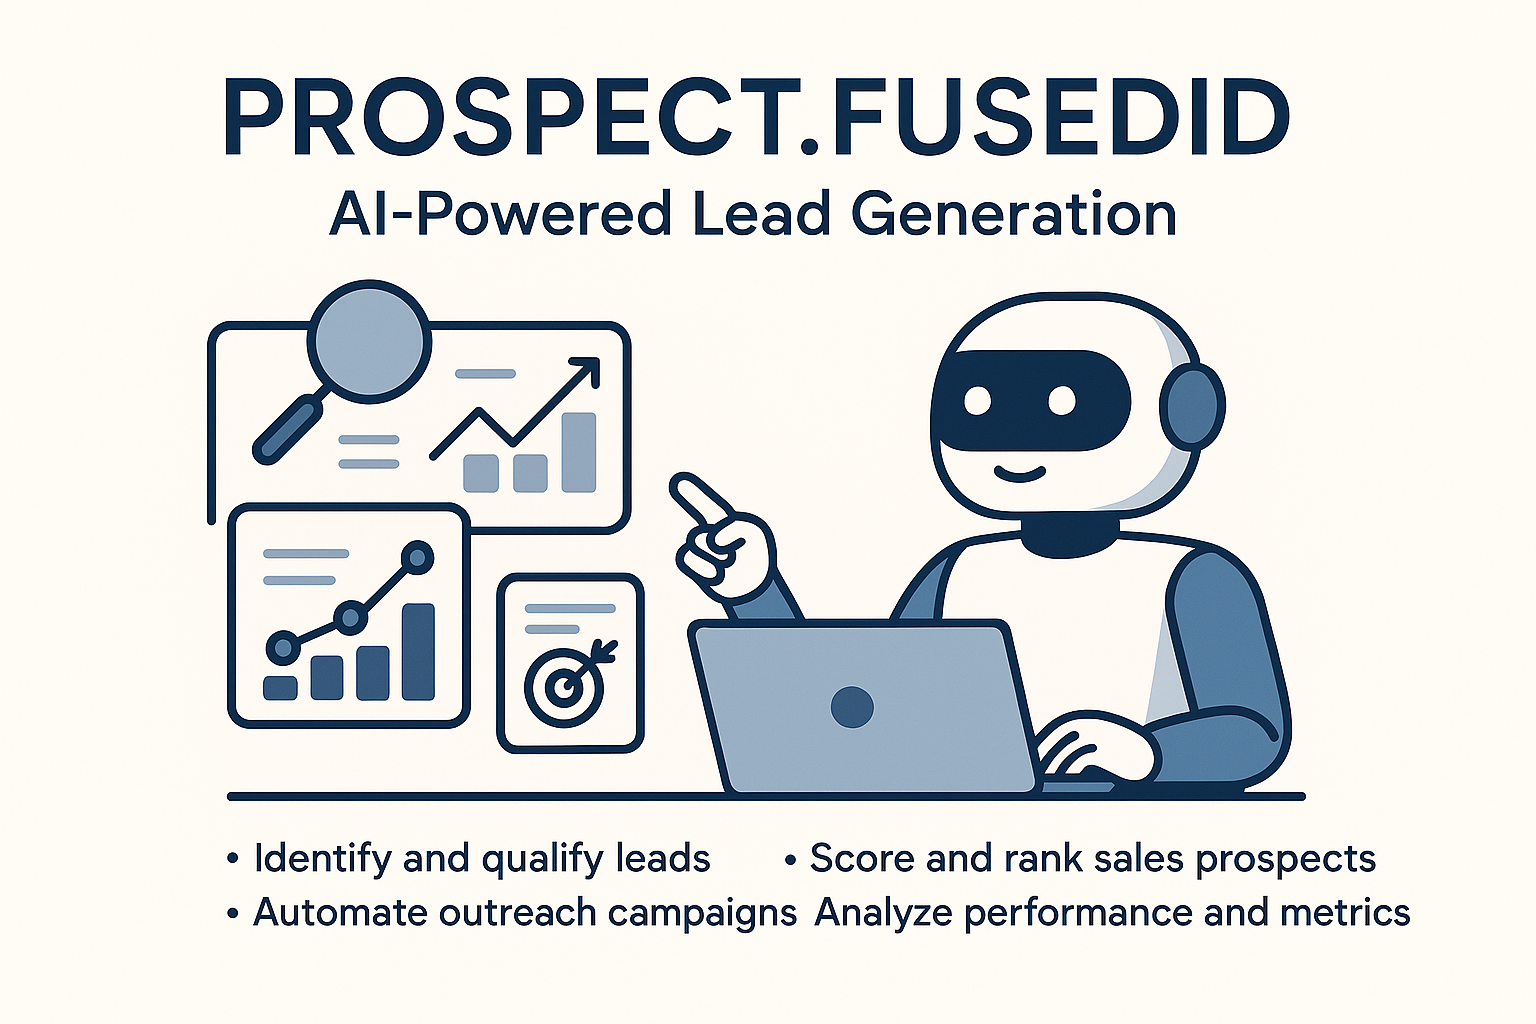 PROSPECT.FUSEDID
AI-Powered Lead Generation
• Identify and qualify leads
• Score and rank sales prospects
• Automate outreach campaigns
Analyze performance and metrics